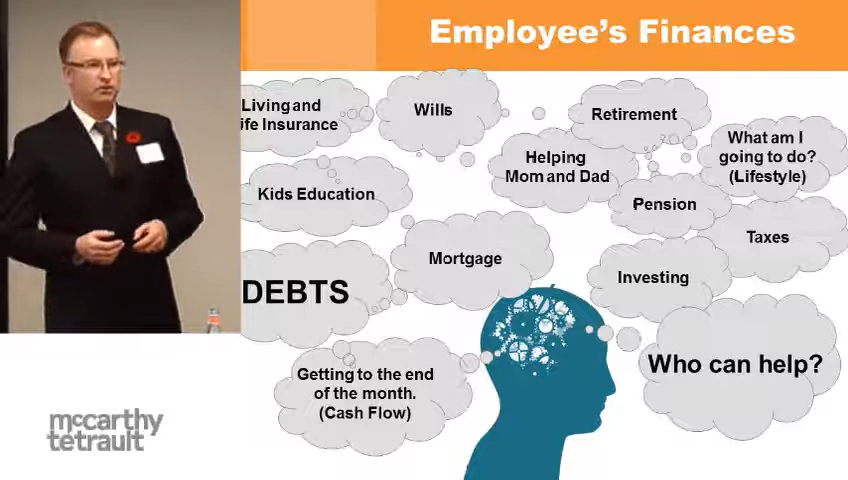 Employee's Finances
Living and
ife Insurance
Wills
Retirement
Helping
Mom and Dad
What am I
going to do?
(Lifestyle)
Kids Education
Pension
Taxes
Mortgage
Investing
DEBTS
Who can help?
Getting to the end
of the month.
(Cash Flow)
mccarthy
tetrault